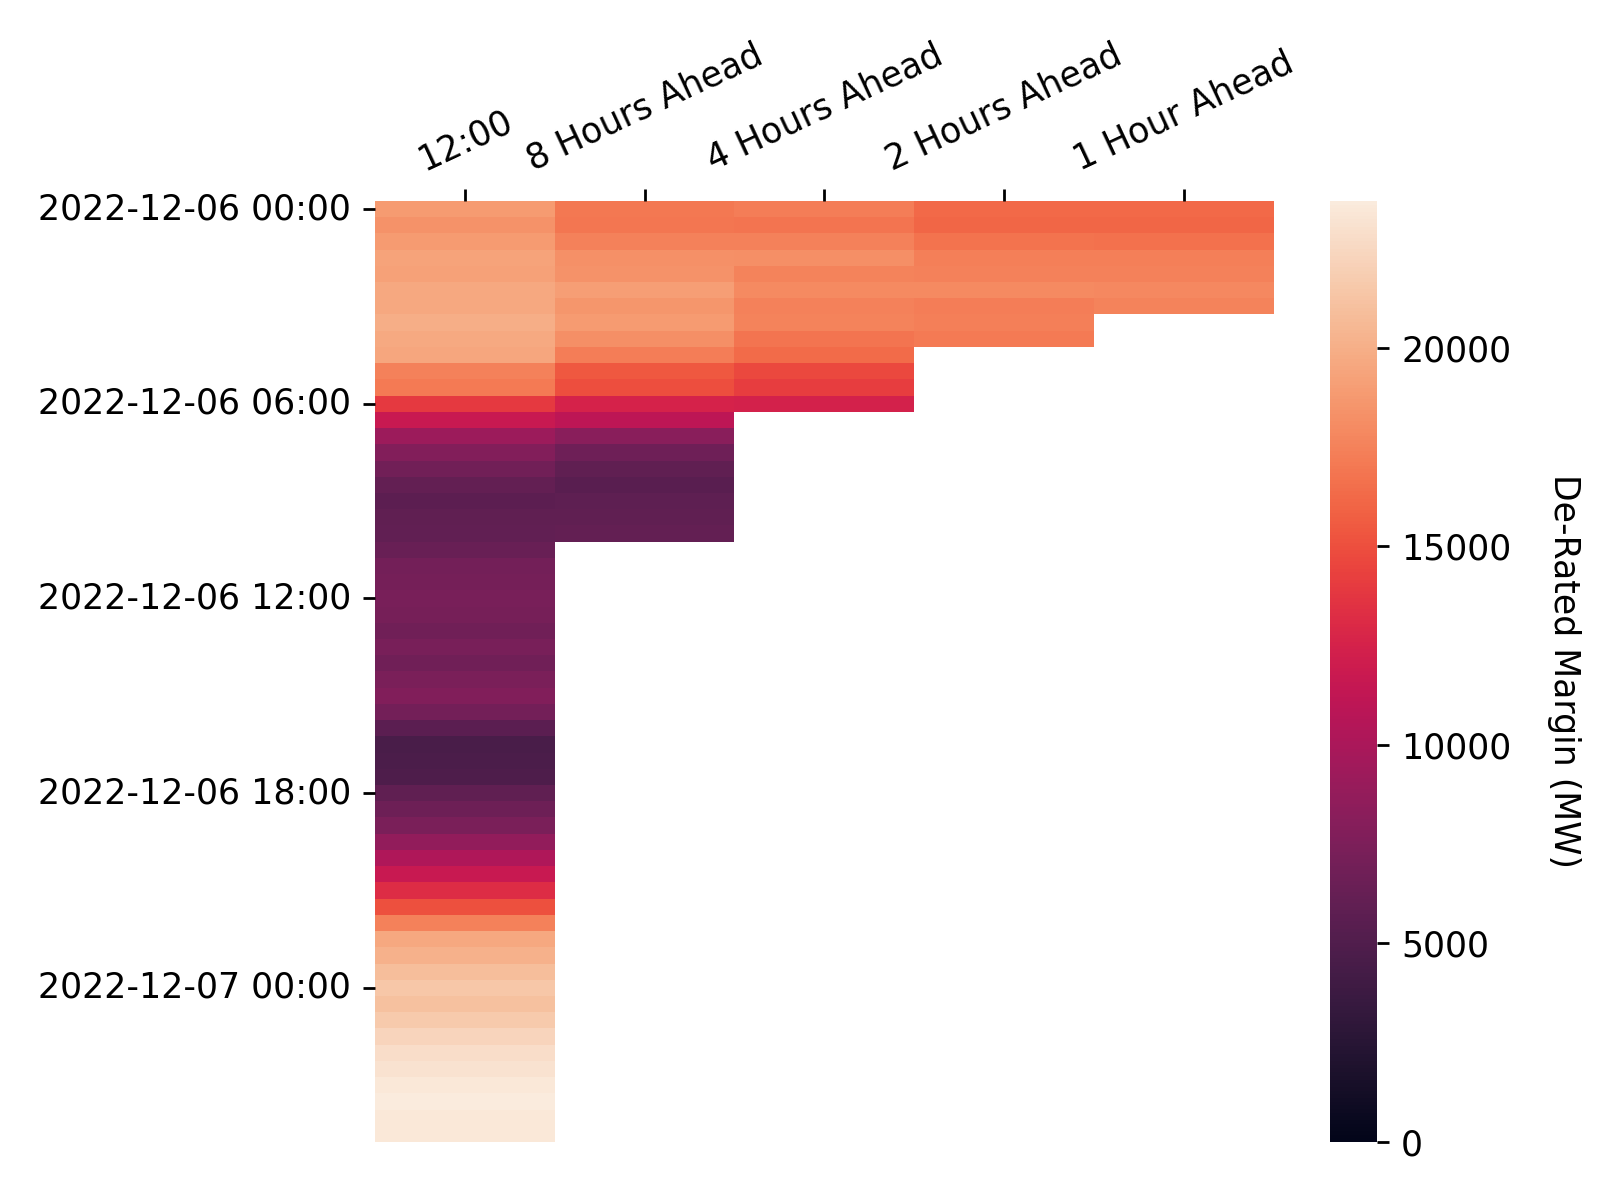 12:00
8 Hours Ahead
4 Hours Ahead
2 Hours Ahead
1 Hour Ahead
2022-12-06 00:00
2022-12-06 06:00
2022-12-06 12:00
2022-12-06 18:00
2022-12-07 00:00
20000
15000
10000
5000
0
De-Rated Margin (MW)